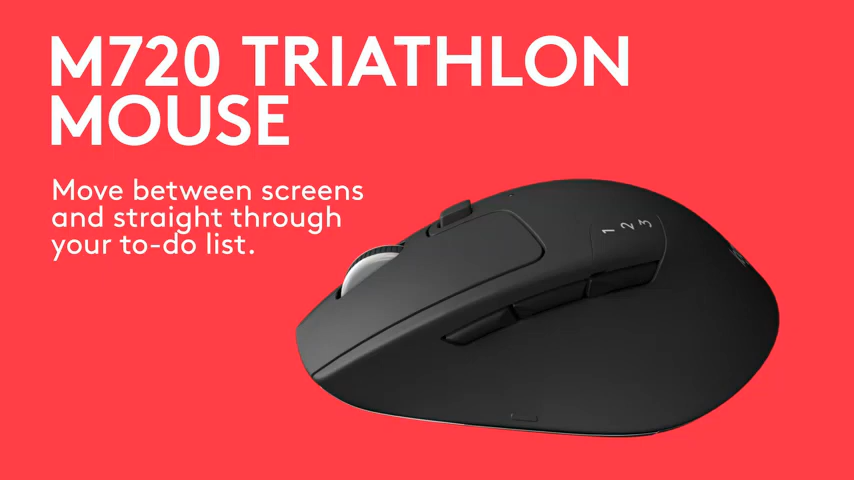 M720 TRIATHLON
MOUSE
Move between screens
and straight through
your to-do list.
1 2 3